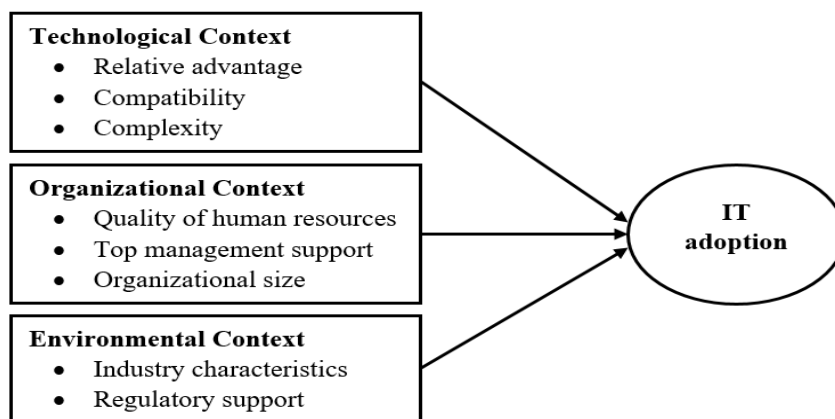 Technological Context
• Relative advantage
• Compatibility
• Complexity
Organizational Context
• Quality of human resources
• Top management support
• Organizational size
Environmental Context
• Industry characteristics
• Regulatory support
IT
adoption